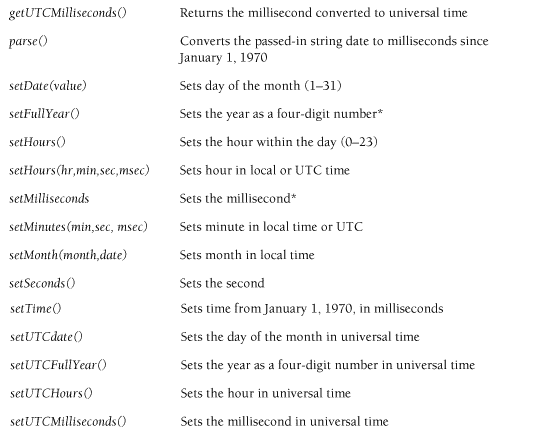 getUTCMilliseconds() Returns the millisecond converted to universal time
parse() Converts the passed-in string date to milliseconds since
January 1, 1970
setDate(value) Sets day of the month (1–31)
setFullYear() Sets the year as a four-digit number*
setHours() Sets the hour within the day (0–23)
setHours(hr,min,sec,msec) Sets hour in local or UTC time
setMilliseconds Sets the millisecond*
setMinutes(min,sec, msec) Sets minute in local time or UTC
setMonth(month,date) Sets month in local time
setSeconds() Sets the second
setTime() Sets time from January 1, 1970, in milliseconds
setUTCdate() Sets the day of the month in universal time
setUTCFullYear() Sets the year as a four-digit number in universal time
setUTCHours() Sets the hour in universal time
setUTCMilliseconds() Sets the millisecond in universal time